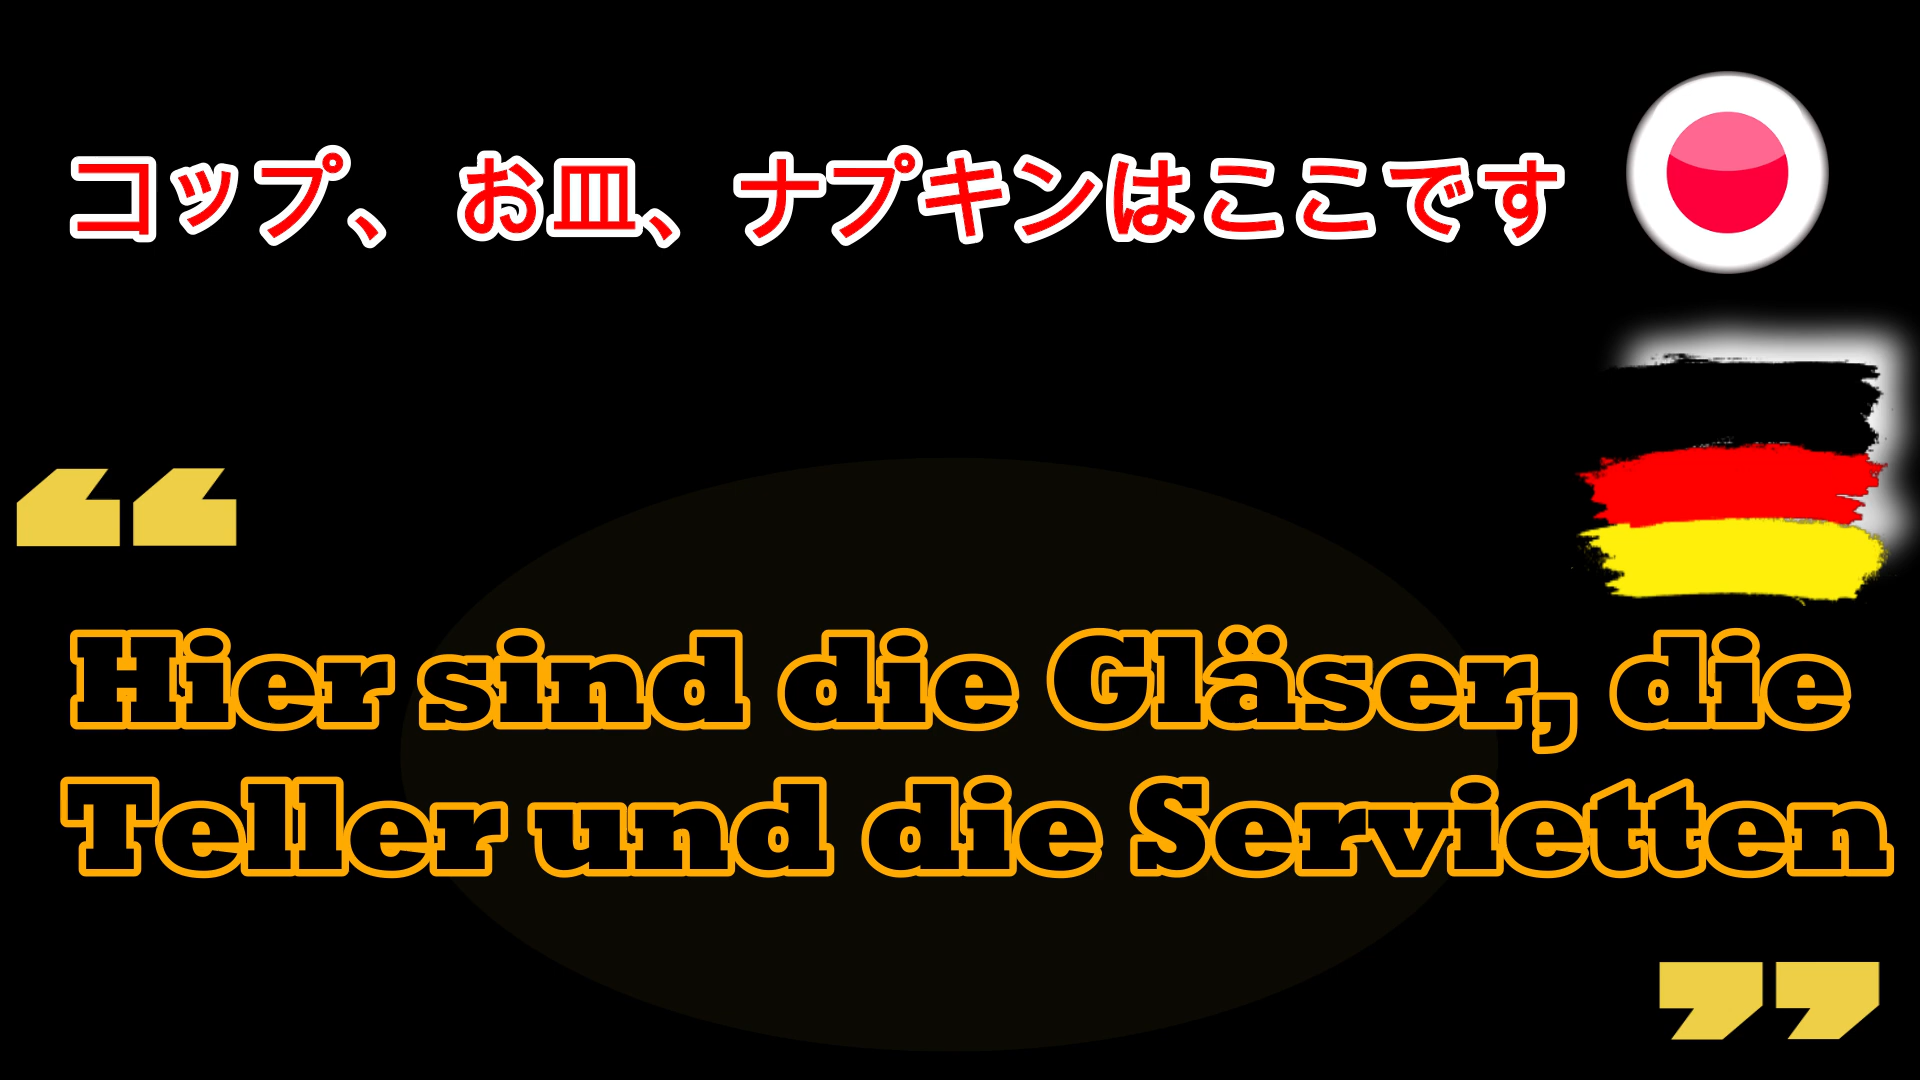 コップ、 お皿、ナプキンはここです
“
Hier sind die Gläser, die
Teller und die Servietten
”